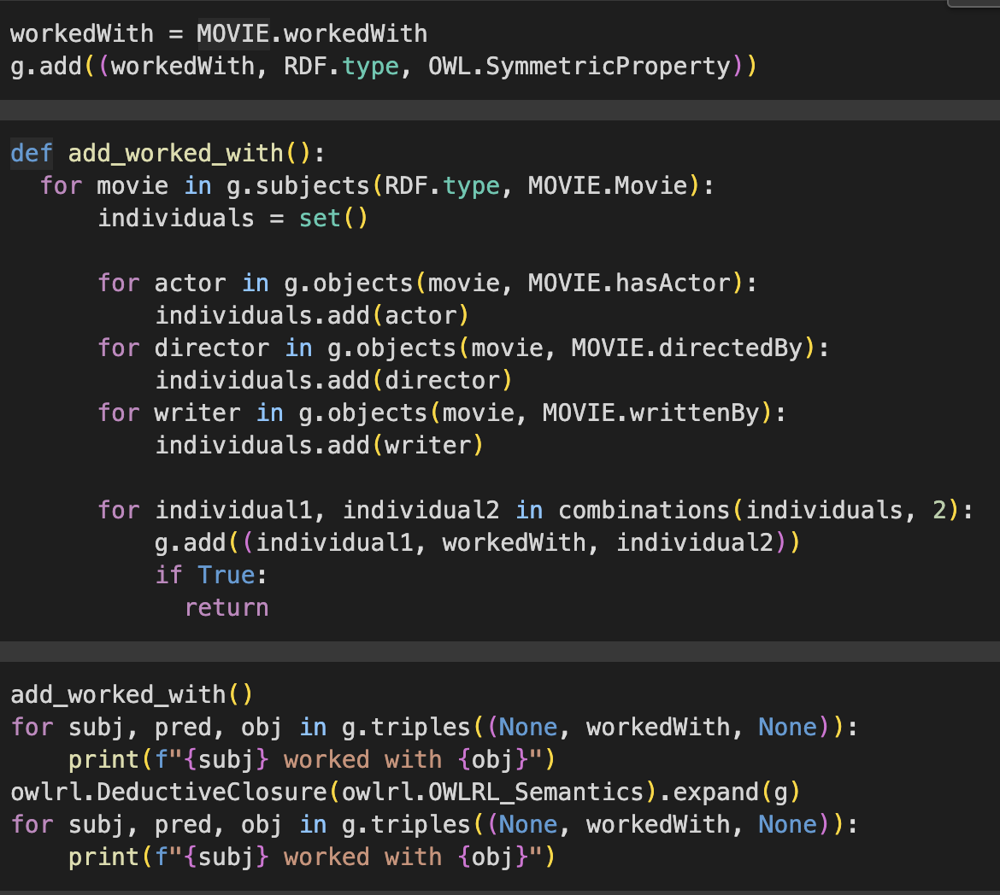 workedWith = MOVIE.workedWith
g.add((workedWith, RDF.type, OWL.SymmetricProperty))
def add_worked_with():
  for movie in g.subjects(RDF.type, MOVIE.Movie):
      individuals = set()
      for actor in g.objects(movie, MOVIE.hasActor):
          individuals.add(actor)
      for director in g.objects(movie, MOVIE.directedBy):
          individuals.add(director)
      for writer in g.objects(movie, MOVIE.writtenBy):
          individuals.add(writer)
      for individual1, individual2 in combinations(individuals, 2):
          g.add((individual1, workedWith, individual2))
          if True:
            return
add_worked_with()
for subj, pred, obj in g.triples((None, workedWith, None)):
    print(f"{subj} worked with {obj}")
owlrl.DeductiveClosure(owlrl.OWLRL_Semantics).expand(g)
for subj, pred, obj in g.triples((None, workedWith, None)):
    print(f"{subj} worked with {obj}")